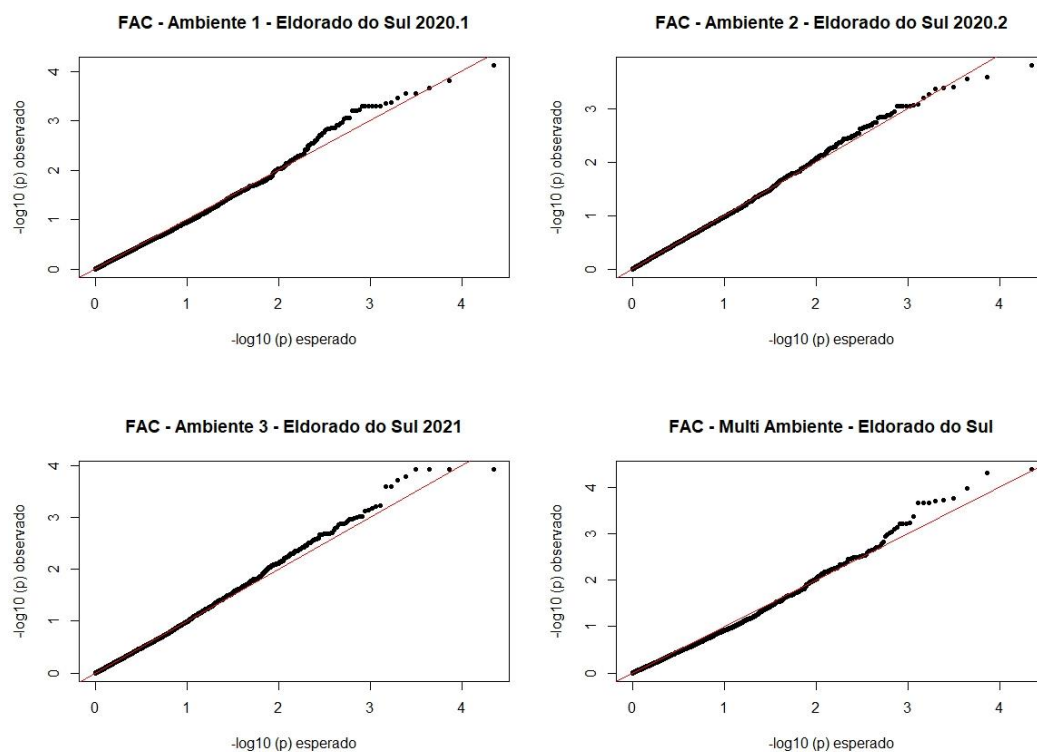 FAC - Ambiente 1 - Eldorado do Sul 2020.1
-log10 (p) observado
4
3
2
1
0
0 1 2 3 4
-log10 (p) esperado
FAC - Ambiente 2 - Eldorado do Sul 2020.2
-log10 (p) observado
3
2
1
0
0 1 2 3 4
-log10 (p) esperado
FAC - Ambiente 3 - Eldorado do Sul 2021
-log10 (p) observado
4
3
2
1
0
0 1 2 3 4
-log10 (p) esperado
FAC - Multi Ambiente - Eldorado do Sul
-log10 (p) observado
4
3
2
1
0
0 1 2 3 4
-log10 (p) esperado